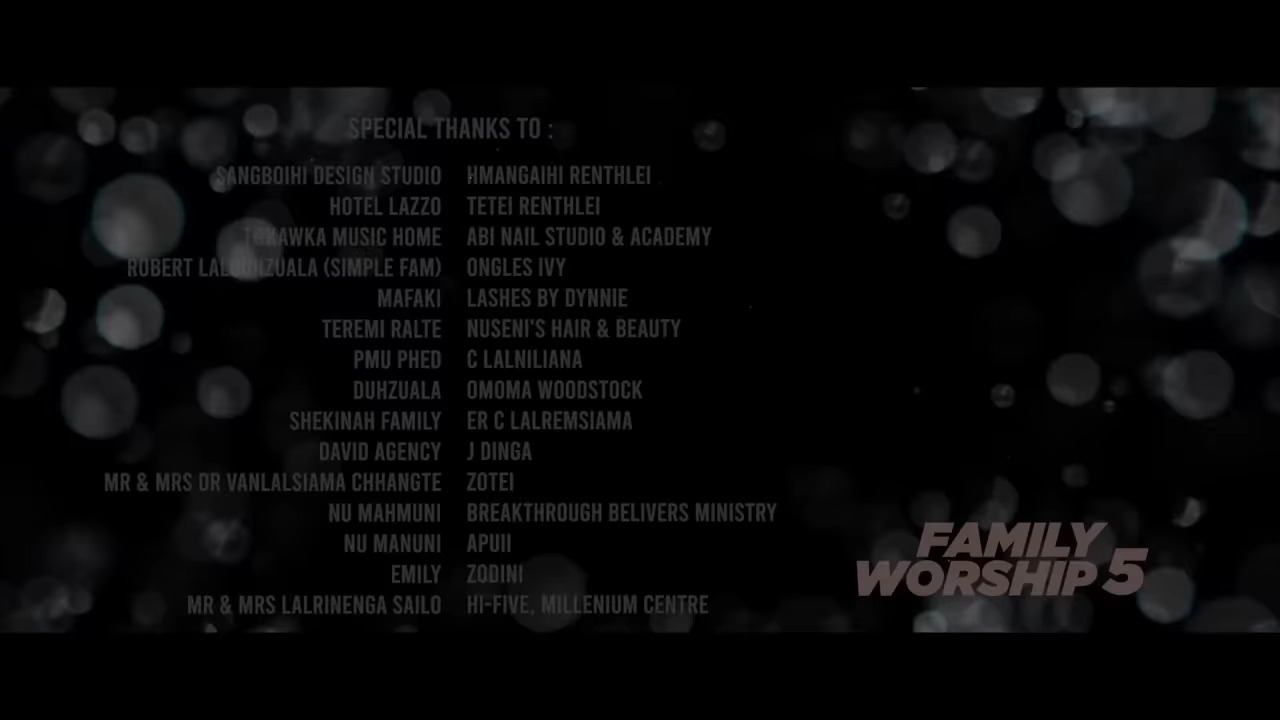 SPECIAL THANKS TO :
SANGBOIHI DESIGN STUDIO HMANGAIHI RENTHLEI
HOTEL LAZZO TETEI RENTHLEI
MUSIC HOME ABI NAIL STUDIO & ACADEMY
ROBERT (SIMPLE FAM) ONGLES IVY
MAFAKI LASHES BY DYNNIE
TEREMI RALTE NUSENI'S HAIR & BEAUTY
PMU PHED C LALNILIANA
DUHZUALA OMOMA WOODSTOCK
SHEKINAH FAMILY ER C LALREMSIAMA
DAVID AGENCY J DINGA
MR & MRS DR VANLALSIAMA CHHANGTE ZOTEI
NU MAHMUNI BREAKTHROUGH BELIVERS MINISTRY
NU MANUNI APUII
EMILY ZODINI
MR & MRS LALRINENGA SAILO HI-FIVE, MILLENIUM CENTRE
FAMILY
WORSHIP 5